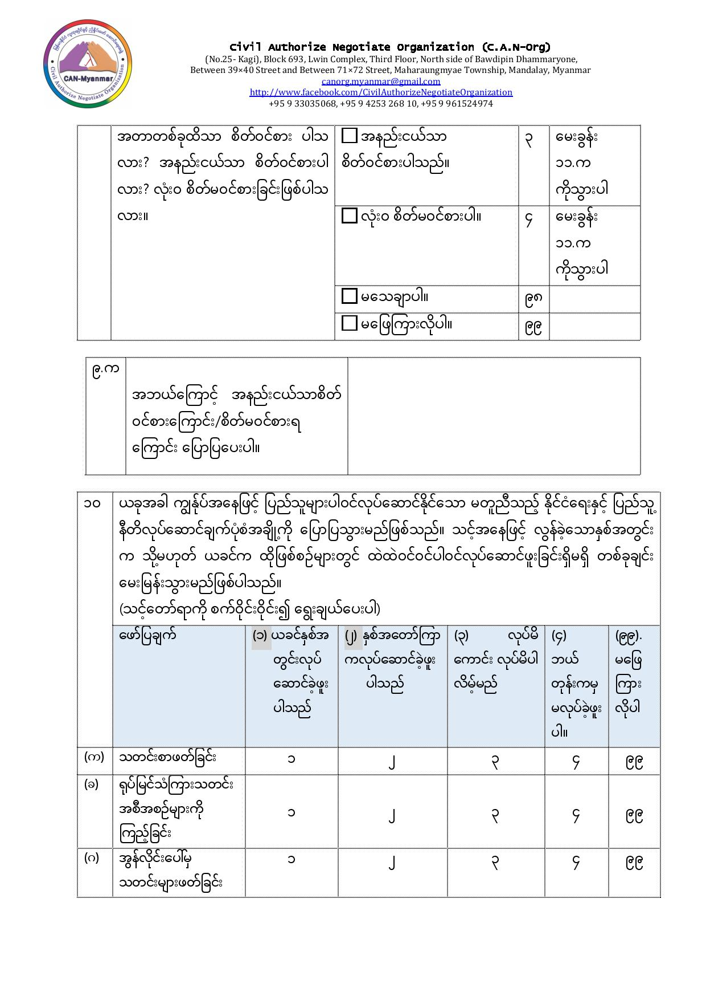 Civil Authorize Negotiate Organization (C.A.N-Org)
(No.25- Kagi), Block 693, Lwin Complex, Third Floor, North side of Bawdipin Dhammaryone,
Between 39×40 Street and Between 71×72 Street, Maharaungmyae Township, Mandalay, Myanmar
canorg.myanmar@gmail.com
http://www.facebook.com/CivilAuthorizeNegotiateOrganization
+95 9 33035068, +95 9 4253 268 10, +95 9 961524974
CAN-Myanmar
Civil Authorize Negotiate Organization
အတာတစ်ခုထိသာ စိတ်ဝင်စား ပါသ
လား? အနည်းငယ်သာ စိတ်ဝင်စားပါ
လား? လုံးဝ စိတ်မဝင်စားခြင်းဖြစ်ပါသ
လား။
အနည်းငယ်သာ
စိတ်ဝင်စားပါသည်။
၃
မေးခွန်း
၁၁.က
ကိုသွားပါ
လုံးဝ စိတ်မဝင်စားပါ။
၄
မေးခွန်း
၁၁.က
ကိုသွားပါ
မသေချာပါ။
၉၈
မဖြေကြားလိုပါ။
၉၉
၉.က
အဘယ်ကြောင့် အနည်းငယ်သာစိတ်
ဝင်စားကြောင်း/စိတ်မဝင်စားရ
ကြောင်း ပြောပြပေးပါ။
၁၀
ယခုအခါ ကျွန်ုပ်အနေဖြင့် ပြည်သူများပါဝင်လုပ်ဆောင်နိုင်သော မတူညီသည့် နိုင်ငံရေးနှင့် ပြည်သူ့
နီတိလုပ်ဆောင်ချက်ပုံစံအချို့ကို ပြောပြသွားမည်ဖြစ်သည်။ သင့်အနေဖြင့် လွန်ခဲ့သောနှစ်အတွင်း
က သို့မဟုတ် ယခင်က ထိုဖြစ်စဉ်များတွင် ထဲထဲဝင်ဝင်ပါဝင်လုပ်ဆောင်ဖူးခြင်းရှိမရှိ တစ်ခုချင်း
မေးမြန်းသွားမည်ဖြစ်ပါသည်။
(သင့်တော်ရာကို စက်ဝိုင်းဝိုင်း၍ ရွေးချယ်ပေးပါ)
ဖော်ပြချက်
(၁) ယခင်နှစ်အ
တွင်းလုပ်
ဆောင်ခဲ့ဖူး
ပါသည်
(၂) နှစ်အတော်ကြာ
ကလုပ်ဆောင်ခဲ့ဖူး
ပါသည်
(၃) လုပ်မိ
ကောင်း လုပ်မိပါ
လိမ့်မည်
(၄)
ဘယ်
တုန်းကမှ
မလုပ်ခဲ့ဖူး
ပါ။
(၉၉).
မဖြေ
ကြား
လိုပါ
(က) သတင်းစာဖတ်ခြင်း ၁ ၂ ၃ ၄ ၉၉
(ခ) ရုပ်မြင်သံကြားသတင်း
အစီအစဉ်များကို
ကြည့်ခြင်း
၁ ၂ ၃ ၄ ၉၉
(ဂ) အွန်လိုင်းပေါ်မှ
သတင်းများဖတ်ခြင်း
၁ ၂ ၃ ၄ ၉၉